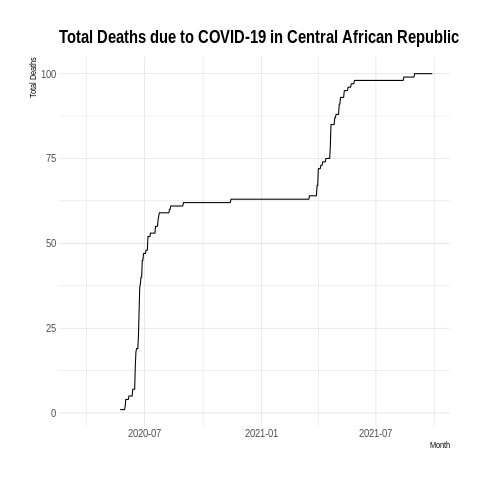 Total Deaths due to COVID-19 in Central African Republic
Total Deaths
100
75
50
25
0
2020-07
2021-01
2021-07
Month